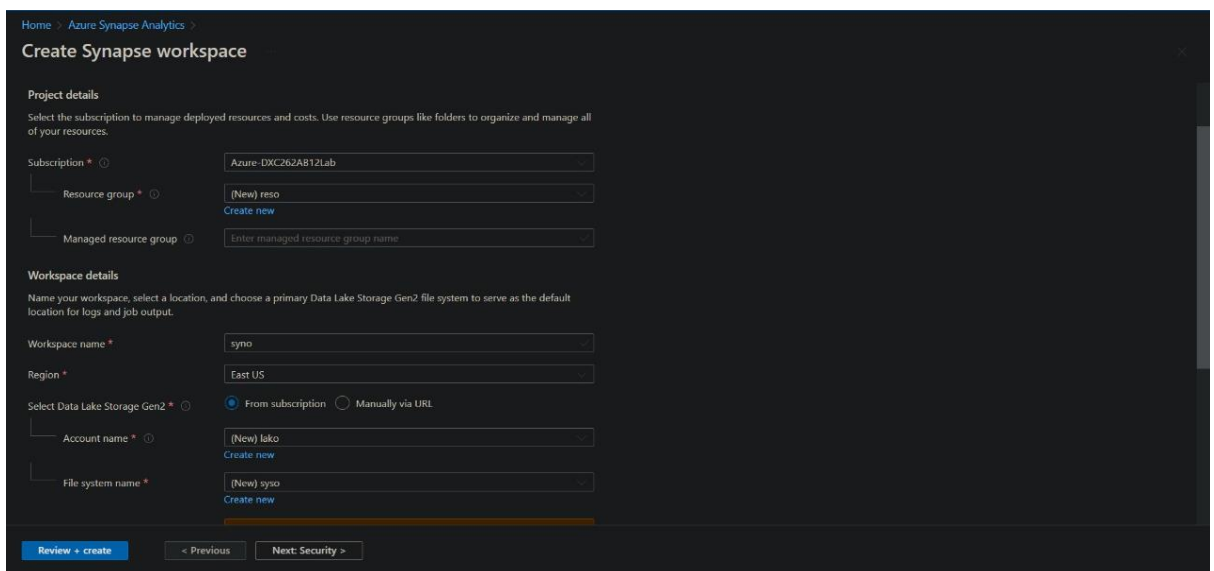 Home > Azure Synapse Analytics >
Create Synapse workspace
Project details
Select the subscription to manage deployed resources and costs. Use resource groups like folders to organize and manage all
of your resources.
Subscription * Azure-DXC262AB12Lab
Resource group * (New) reso
Create new
Managed resource group Enter managed resource group name
Workspace details
Name your workspace, select a location, and choose a primary Data Lake Storage Gen2 file system to serve as the default
location for logs and job output.
Workspace name * syno
Region * East US
Select Data Lake Storage Gen2 * From subscription Manually via URL
Account name * (New) lako
Create new
File system name * (New) syso
Create new
Review + create < Previous Next: Security >